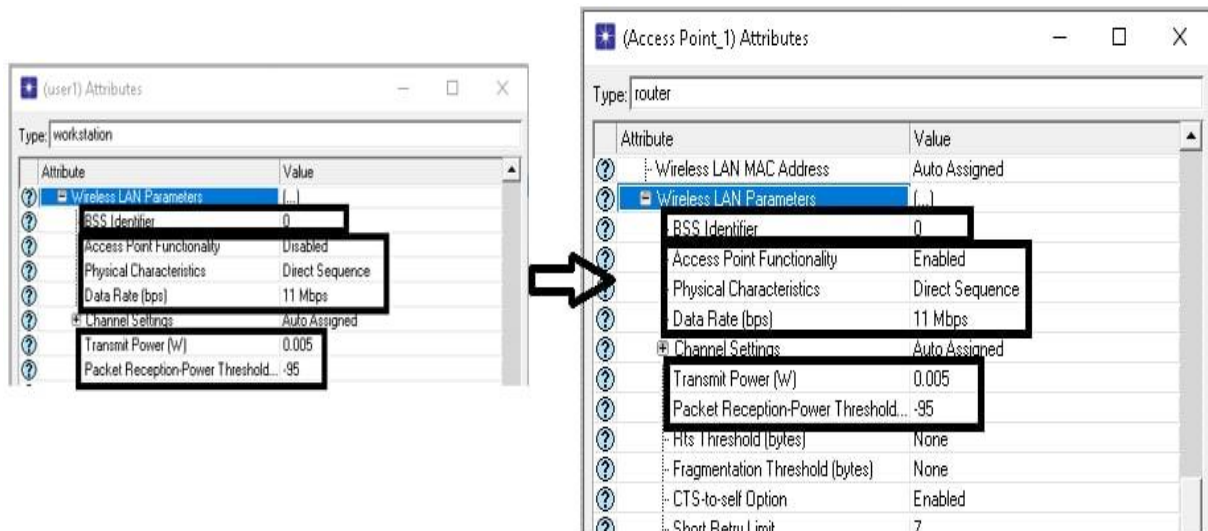 (user1) Attributes
Type: workstation
Attribute Value
Wireless LAN Parameters (...)
BSS Identifier 0
Access Point Functionality Disabled
Physical Characteristics Direct Sequence
Data Rate (bps) 11 Mbps
Channel Settings Auto Assigned
Transmit Power (W) 0.005
Packet Reception-Power Threshold... -95
(Access Point_1) Attributes
Type: router
Attribute Value
Wireless LAN MAC Address Auto Assigned
Wireless LAN Parameters (...)
BSS Identifier 0
Access Point Functionality Enabled
Physical Characteristics Direct Sequence
Data Rate (bps) 11 Mbps
Channel Settings Auto Assigned
Transmit Power (W) 0.005
Packet Reception-Power Threshold... -95
Rts Threshold (bytes) None
Fragmentation Threshold (bytes) None
CTS-to-self Option Enabled
Short Retry Limit 7